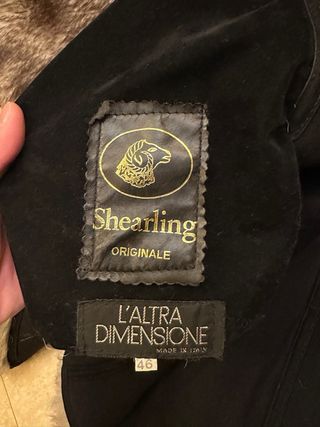 Shearling
ORIGINALE
L'ALTRA
DIMENSIONE
MADE IN ITALY
46